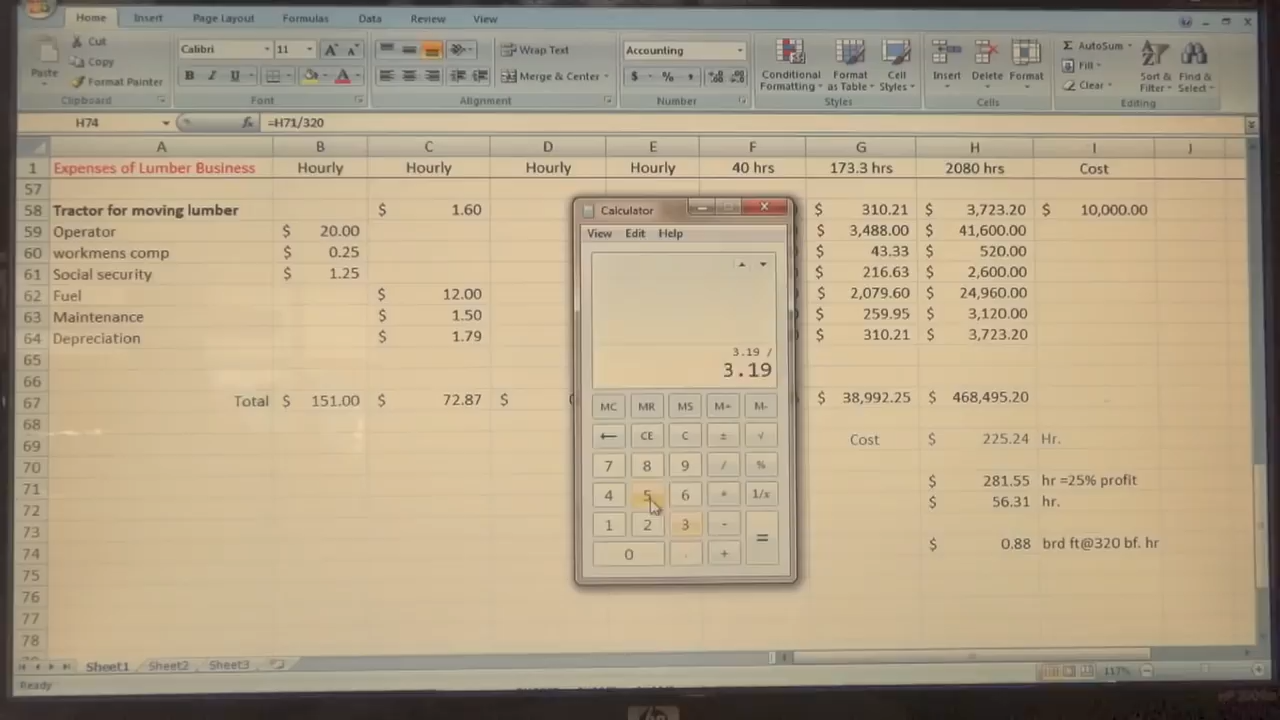 Home Insert Page Layout Formulas Data Review View
Cut
Copy
Format Painter
Paste
Calibri 11
B I U
Wrap Text
Merge & Center
Accounting
$ % ,
Conditional Formatting
Format as Table
Cell Styles
Insert Delete Format
Σ AutoSum
Fill
Clear
Sort & Filter
Find & Select
Clipboard Font Alignment Number Styles Cells Editing
H74 fx =H71/320
A B C D E F G H I J
1 Expenses of Lumber Business Hourly Hourly Hourly Hourly 40 hrs 173.3 hrs 2080 hrs Cost
57
58 Tractor for moving lumber $ 1.60 $ 310.21 $ 3,723.20 $ 10,000.00
59 Operator $ 20.00 $ 3,488.00 $ 41,600.00
60 workmens comp $ 0.25 $ 43.33 $ 520.00
61 Social security $ 1.25 $ 216.63 $ 2,600.00
62 Fuel $ 12.00 $ 2,079.60 $ 24,960.00
63 Maintenance $ 1.50 $ 259.95 $ 3,120.00
64 Depreciation $ 1.79 $ 310.21 $ 3,723.20
65
66
67 Total $ 151.00 $ 72.87 $ $ 38,992.25 $ 468,495.20
68
69 Cost $ 225.24 Hr.
70
71 $ 281.55 hr =25% profit
72 $ 56.31 hr.
73
74 $ 0.88 brd ft@320 bf. hr
75
76
77
78
Calculator
View Edit Help
3.19 /
3.19
MC MR MS M+ M-
← CE C ± √
7 8 9 / %
4 5 6 * 1/x
1 2 3 - =
0 . +
Sheet1 Sheet2 Sheet3
Ready 117%
hp